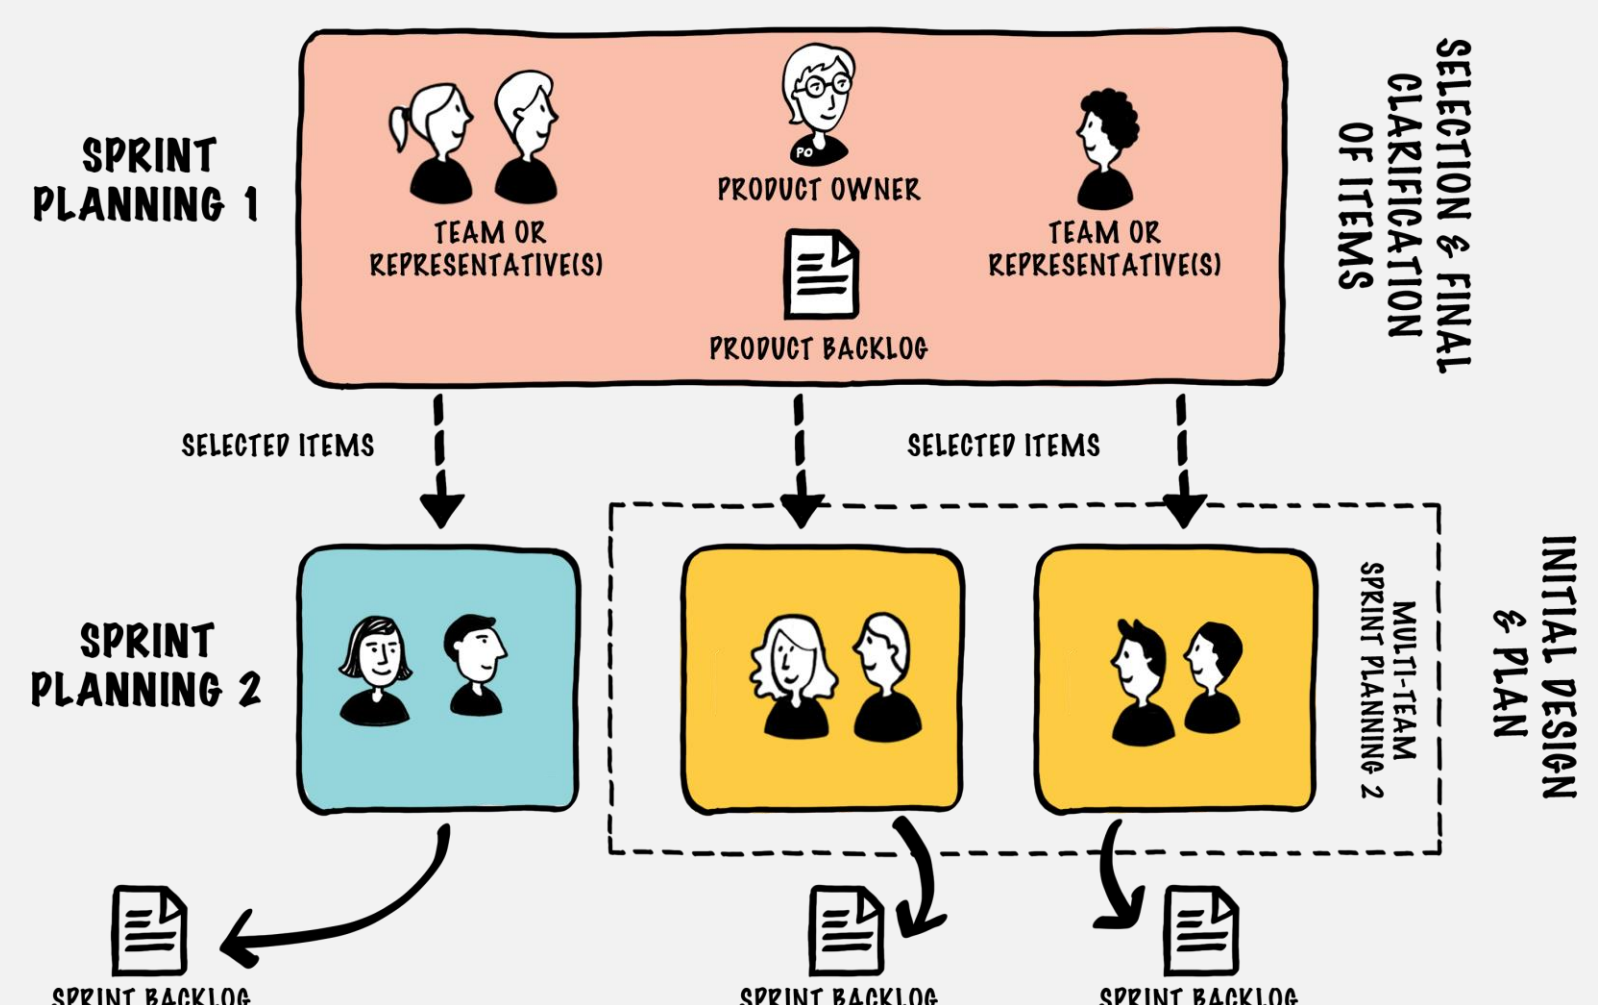 SPRINT
PLANNING 1
PO
PRODUCT OWNER
TEAM OR
REPRESENTATIVE(S)
TEAM OR
REPRESENTATIVE(S)
PRODUCT BACKLOG
SELECTION & FINAL
CLARIFICATION
OF ITEMS
SELECTED ITEMS
SELECTED ITEMS
SPRINT
PLANNING 2
MULTI-TEAM
SPRINT PLANNING 2
INITIAL DESIGN
& PLAN
SPRINT BACKLOG
SPRINT BACKLOG
SPRINT BACKLOG